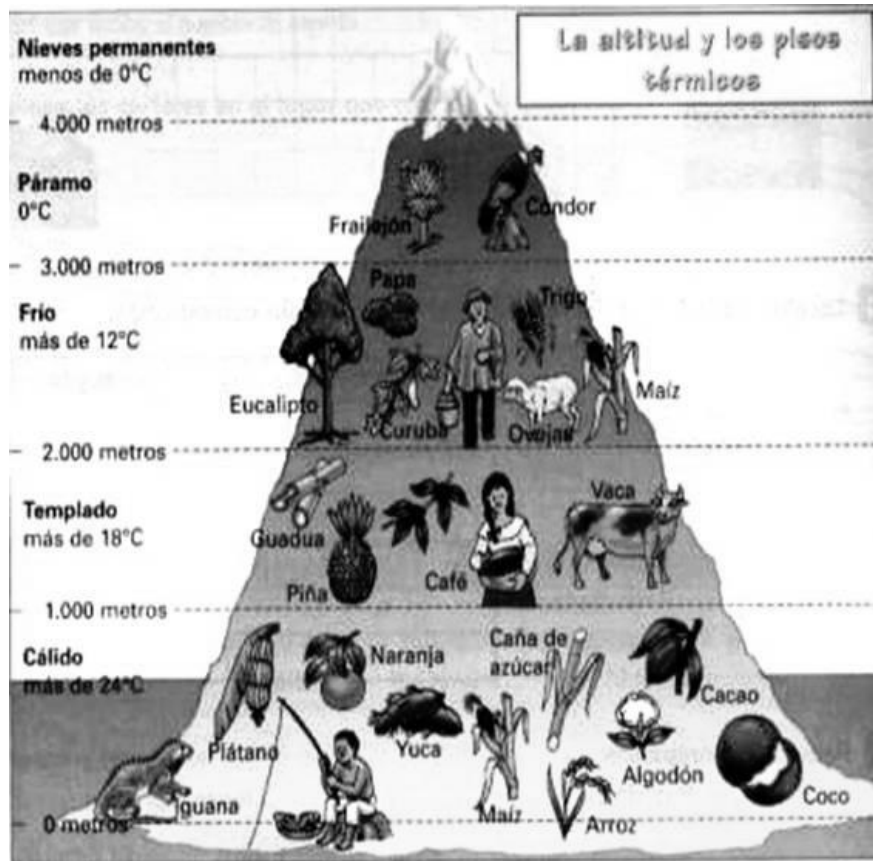 La altitud y los pisos
térmicos
Nieves permanentes
menos de 0°C
4.000 metros
Páramo
0°C
Frailejón
Cóndor
3.000 metros
Papa
Trigo
Frío
más de 12°C
Eucalipto
Curuba
Ovejas
Maíz
2.000 metros
Templado
más de 18°C
Guadua
Vaca
Piña
Café
1.000 metros
Cálido
más de 24°C
Naranja
Caña de
azúcar
Cacao
Plátano
Yuca
Algodón
Iguana
Maíz
Arroz
Coco
0 metros